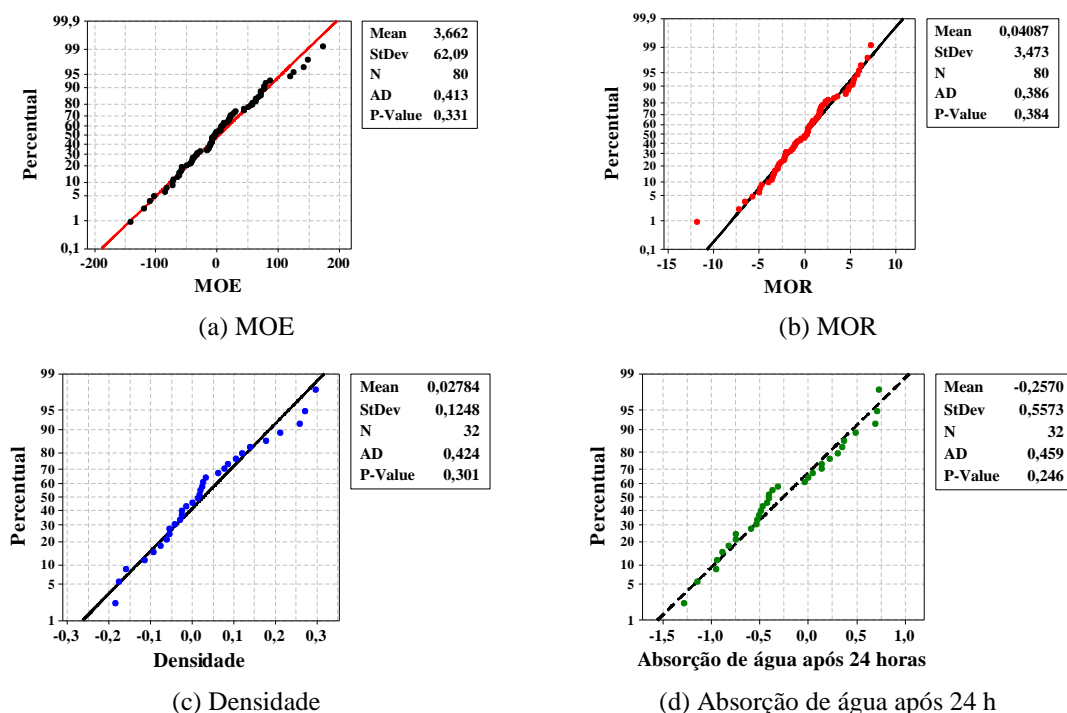 99,9
99
95
90
80
70
60
50
40
30
20
10
5
1
0,1
Percentual
-200 -100 0 100 200
MOE
Mean 3,662
StDev 62,09
N 80
AD 0,413
P-Value 0,331
(a) MOE
99,9
99
95
90
80
70
60
50
40
30
20
10
5
1
0,1
Percentual
-15 -10 -5 0 5 10
MOR
Mean 0,04087
StDev 3,473
N 80
AD 0,386
P-Value 0,384
(b) MOR
99
95
90
80
70
60
50
40
30
20
10
5
1
Percentual
-0,3 -0,2 -0,1 0,0 0,1 0,2 0,3
Densidade
Mean 0,02784
StDev 0,1248
N 32
AD 0,424
P-Value 0,301
(c) Densidade
99
95
90
80
70
60
50
40
30
20
10
5
1
Percentual
-1,5 -1,0 -0,5 0,0 0,5 1,0
Absorção de água após 24 horas
Mean -0,2570
StDev 0,5573
N 32
AD 0,459
P-Value 0,246
(d) Absorção de água após 24 h